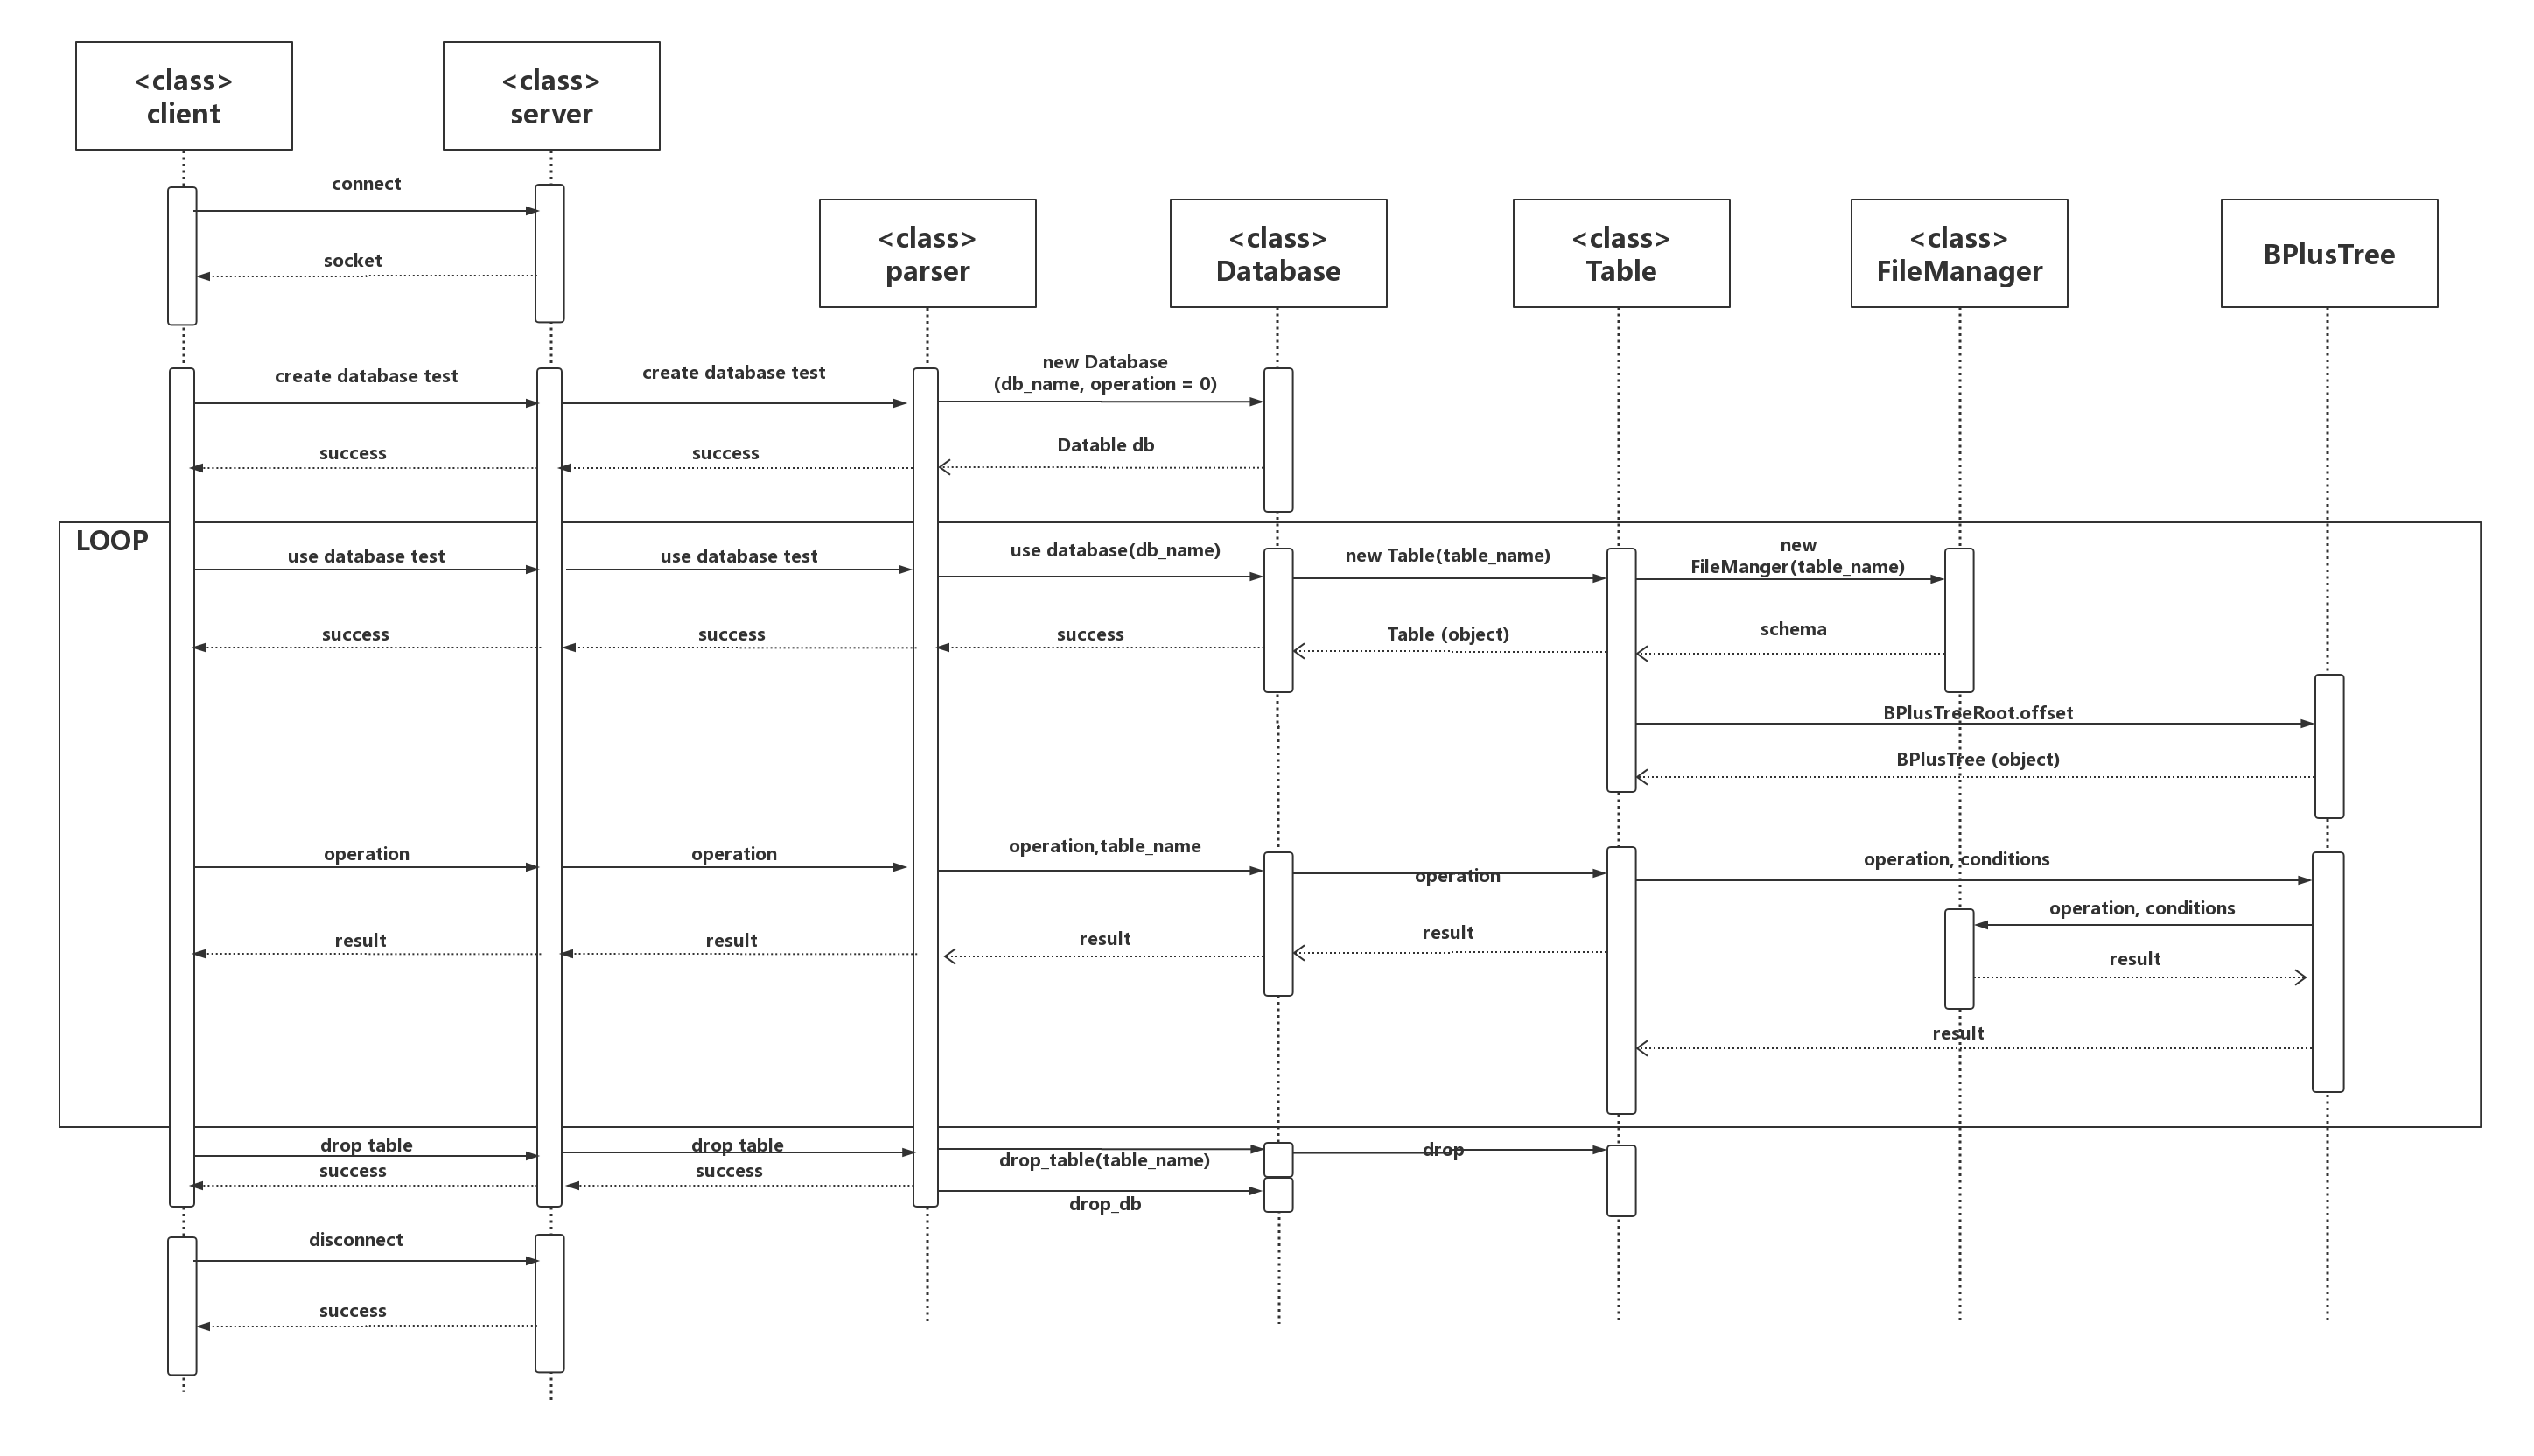 <class>
client
<class>
server
connect
socket
<class>
parser
<class>
Database
<class>
Table
<class>
FileManager
BPlusTree
create database test
create database test
new Database
(db_name, operation = 0)
success
success
Datable db
LOOP
use database test
use database test
use database(db_name)
new Table(table_name)
new
FileManger(table_name)
success
success
success
Table (object)
schema
BPlusTreeRoot.offset
BPlusTree (object)
operation
operation
operation,table_name
operation
operation, conditions
operation, conditions
result
result
result
result
result
result
drop table
drop table
drop_table(table_name)
drop
success
success
drop_db
disconnect
success